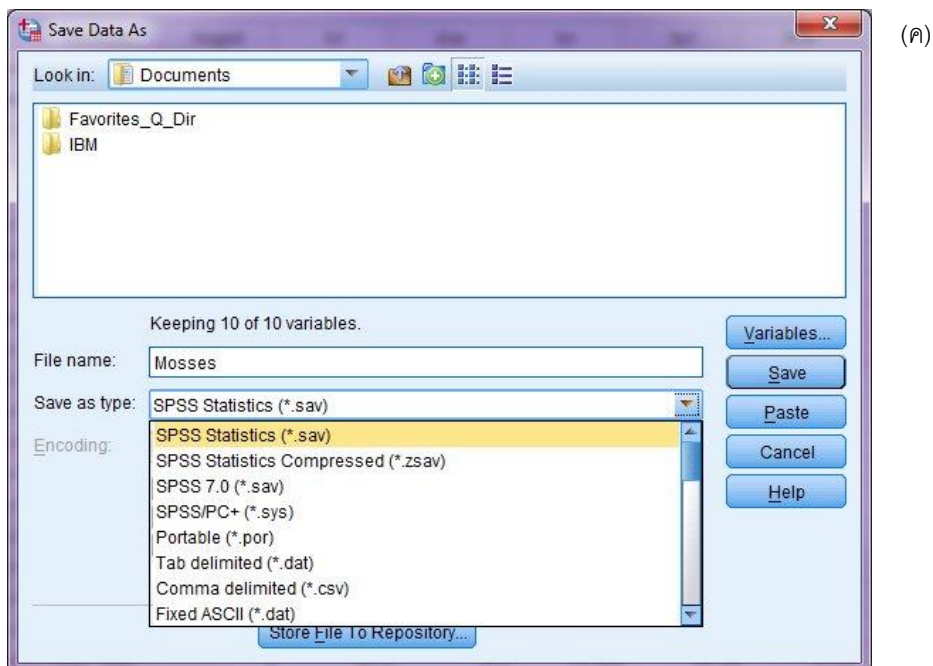 Save Data As
(ค)
Look in: Documents
Favorites_Q_Dir
IBM
Keeping 10 of 10 variables.
Variables...
File name: Mosses
Save
Save as type: SPSS Statistics (*.sav)
Paste
Encoding:
SPSS Statistics (*.sav)
SPSS Statistics Compressed (*.zsav)
Cancel
SPSS 7.0 (*.sav)
Help
SPSS/PC+ (*.sys)
Portable (*.por)
Tab delimited (*.dat)
Comma delimited (*.csv)
Fixed ASCII (*.dat)
Store File To Repository...